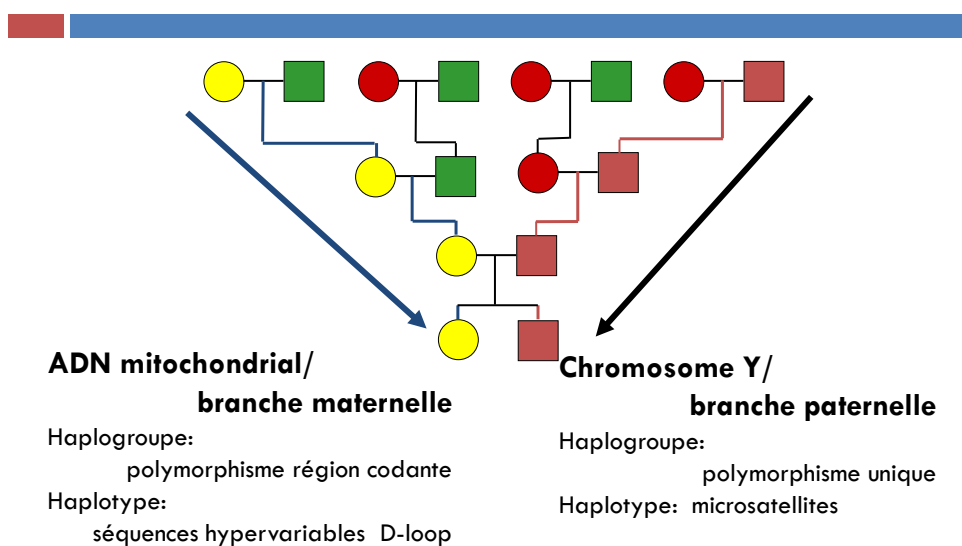 ADN mitochondrial/
branche maternelle
Haplogroupe:
polymorphisme région codante
Haplotype:
séquences hypervariables D-loop
Chromosome Y/
branche paternelle
Haplogroupe:
polymorphisme unique
Haplotype: microsatellites